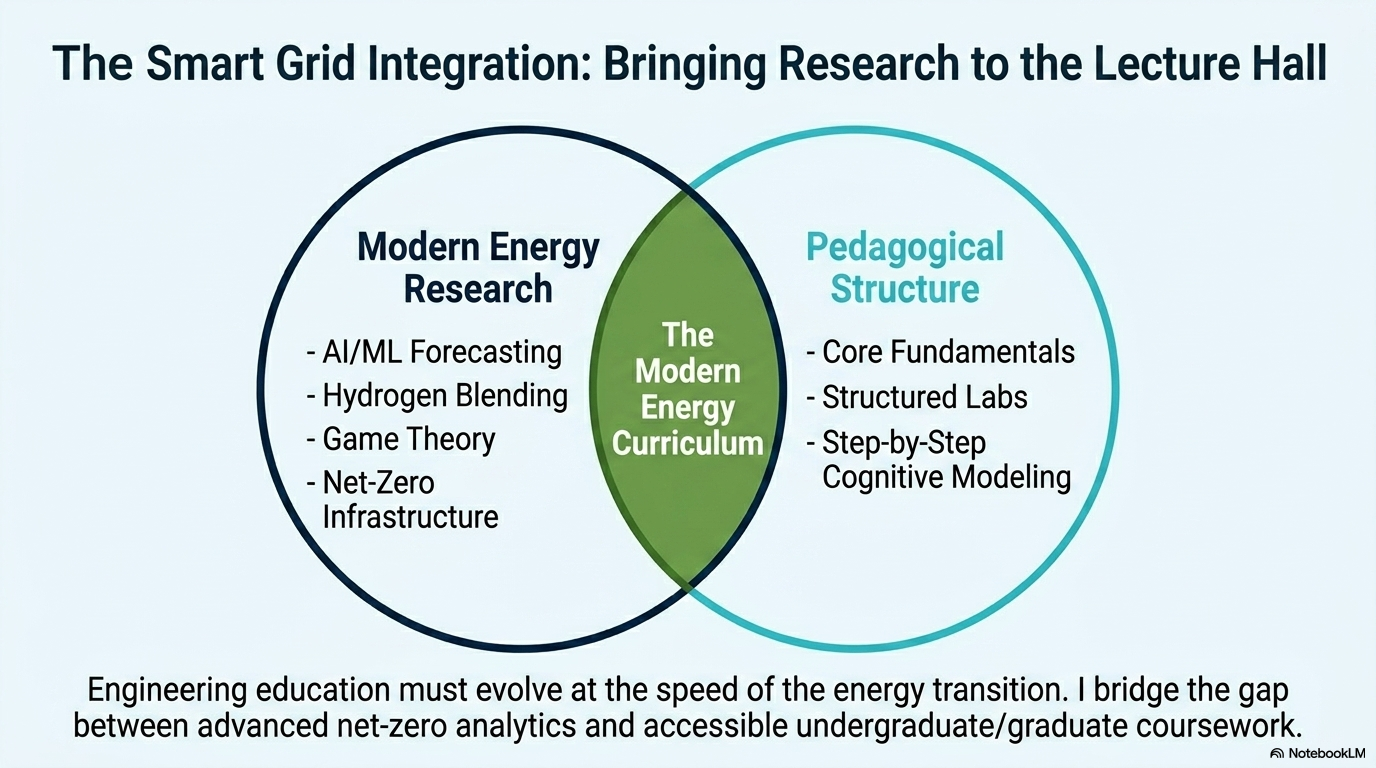 The Smart Grid Integration: Bringing Research to the Lecture Hall
Modern Energy
Research
- AI/ML Forecasting
- Hydrogen Blending
- Game Theory
- Net-Zero
Infrastructure
The
Modern
Energy
Curriculum
Pedagogical
Structure
- Core Fundamentals
- Structured Labs
- Step-by-Step
Cognitive Modeling
Engineering education must evolve at the speed of the energy transition. I bridge the gap
between advanced net-zero analytics and accessible undergraduate/graduate coursework.
NotebookLM